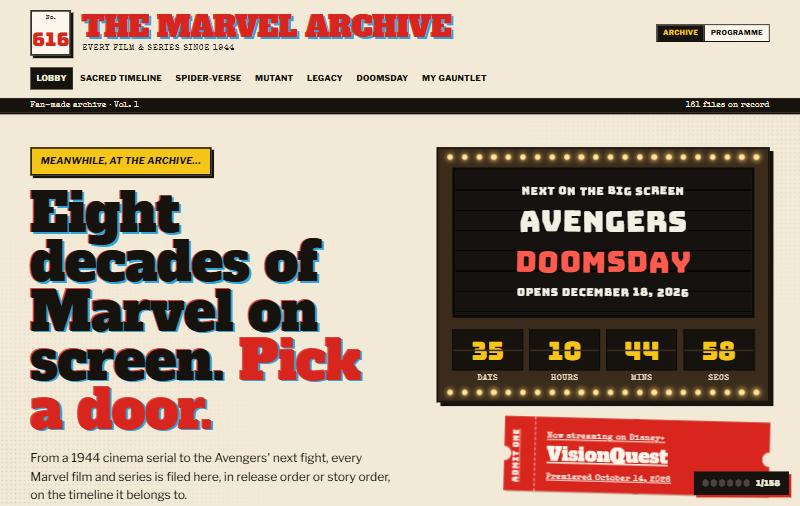 No.
616
THE MARVEL ARCHIVE
EVERY FILM & SERIES SINCE 1944
ARCHIVE PROGRAMME
LOBBY SACRED TIMELINE SPIDER-VERSE MUTANT LEGACY DOOMSDAY MY GAUNTLET
Fan-made archive · Vol. 1
161 files on record
MEANWHILE, AT THE ARCHIVE...
Eight
decades of
Marvel on
screen. Pick
a door.
From a 1944 cinema serial to the Avengers' next fight, every
Marvel film and series is filed here, in release order or story order,
on the timeline it belongs to.
NEXT ON THE BIG SCREEN
AVENGERS
DOOMSDAY
OPENS DECEMBER 18, 2026
35 10 44 58
DAYS HOURS MINS SECS
ADMIT ONE
Now streaming on Disney+
VisionQuest
Premiered October 14, 2026
1/158